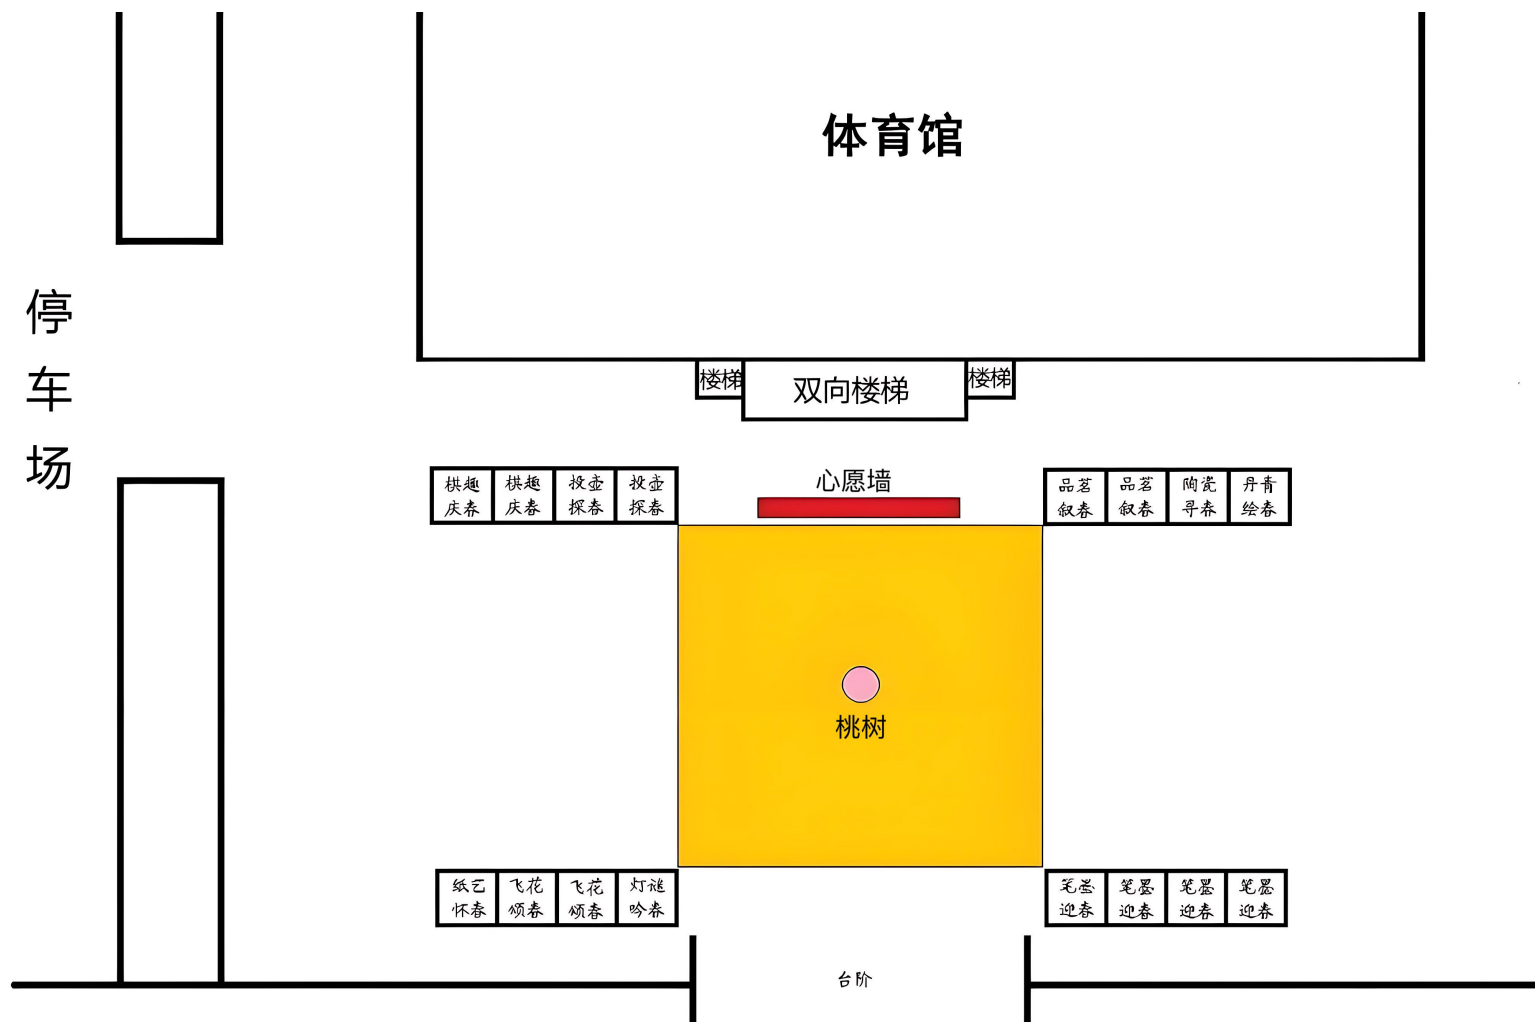 体育馆
停
车
场
楼梯
双向楼梯
楼梯
心愿墙
棋趣
庆春
棋趣
庆春
投壶
探春
投壶
探春
品茗
叙春
品茗
叙春
陶瓷
寻春
丹青
绘春
桃树
纸艺
怀春
飞花
颂春
飞花
颂春
灯谜
吟春
笔墨
迎春
笔墨
迎春
笔墨
迎春
笔墨
迎春
台阶